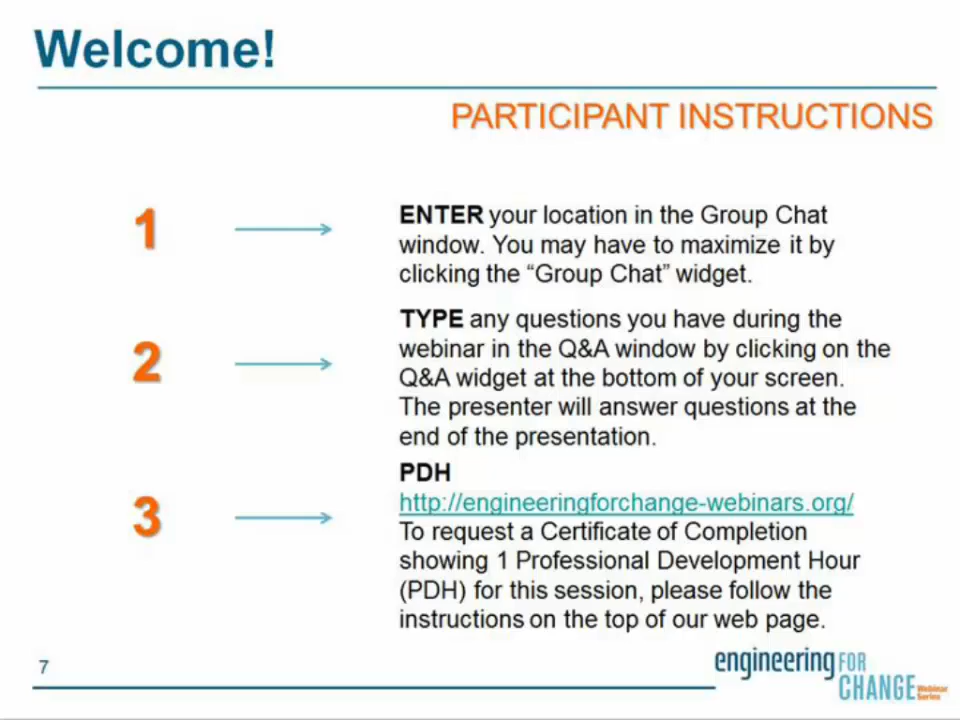 Welcome!
PARTICIPANT INSTRUCTIONS
1
ENTER your location in the Group Chat
window. You may have to maximize it by
clicking the “Group Chat” widget.
2
TYPE any questions you have during the
webinar in the Q&A window by clicking on the
Q&A widget at the bottom of your screen.
The presenter will answer questions at the
end of the presentation.
3
PDH
http://engineeringforchange-webinars.org/
To request a Certificate of Completion
showing 1 Professional Development Hour
(PDH) for this session, please follow the
instructions on the top of our web page.
7
engineering FOR
CHANGE Webinar
Series